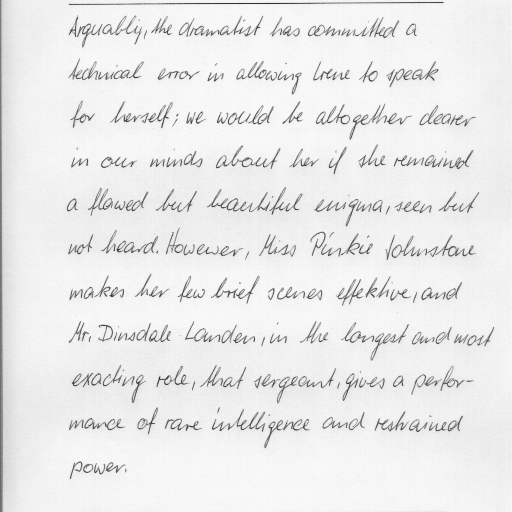 Arguably, the dramatist has committed a
technical error in allowing Irene to speak
for herself; we would be altogether clearer
in our minds about her if she remained
a flawed but beautiful enigma, seen but
not heard. However, Miss Pinkie Johnstone
makes her few brief scenes effektive, and
Mr. Dinsdale Landen, in the longest and most
exacting role, that sergeant, gives a perfor-
mance of rare intelligence and restrained
power.